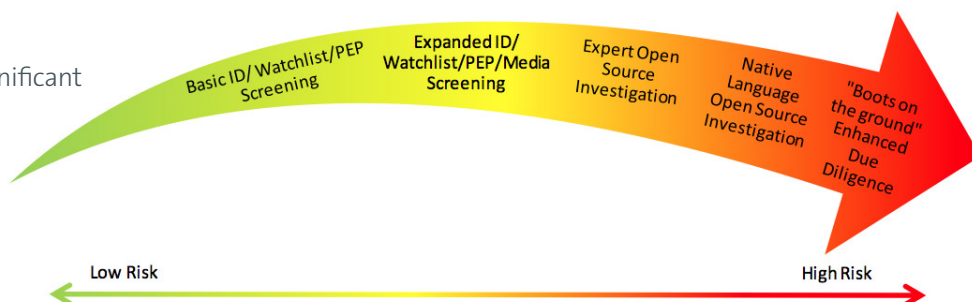 nificant
Basic ID/ Watchlist/PEP
Screening
Expanded ID/
Watchlist/PEP/Media
Screening
Expert Open
Source
Investigation
Native
Language
Open Source
Investigation
"Boots on
the ground"
Enhanced
Due
Diligence
Low Risk
High Risk